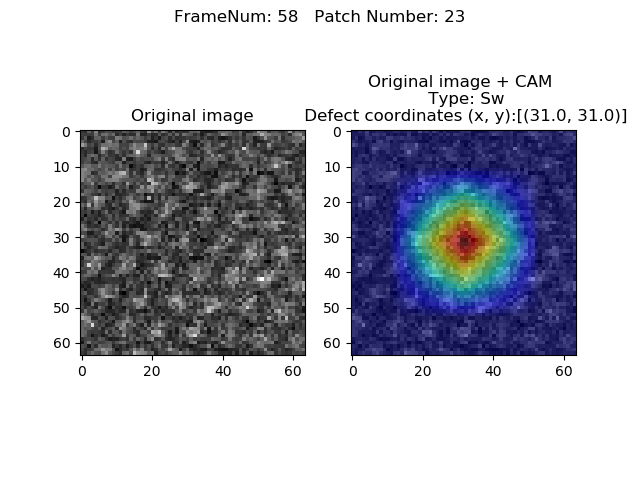 FrameNum: 58   Patch Number: 23
Original image + CAM
Type: Sw
Original image
Defect coordinates (x, y):[(31.0, 31.0)]
0
10
20
30
40
50
60
0 20 40 60
0
10
20
30
40
50
60
0 20 40 60